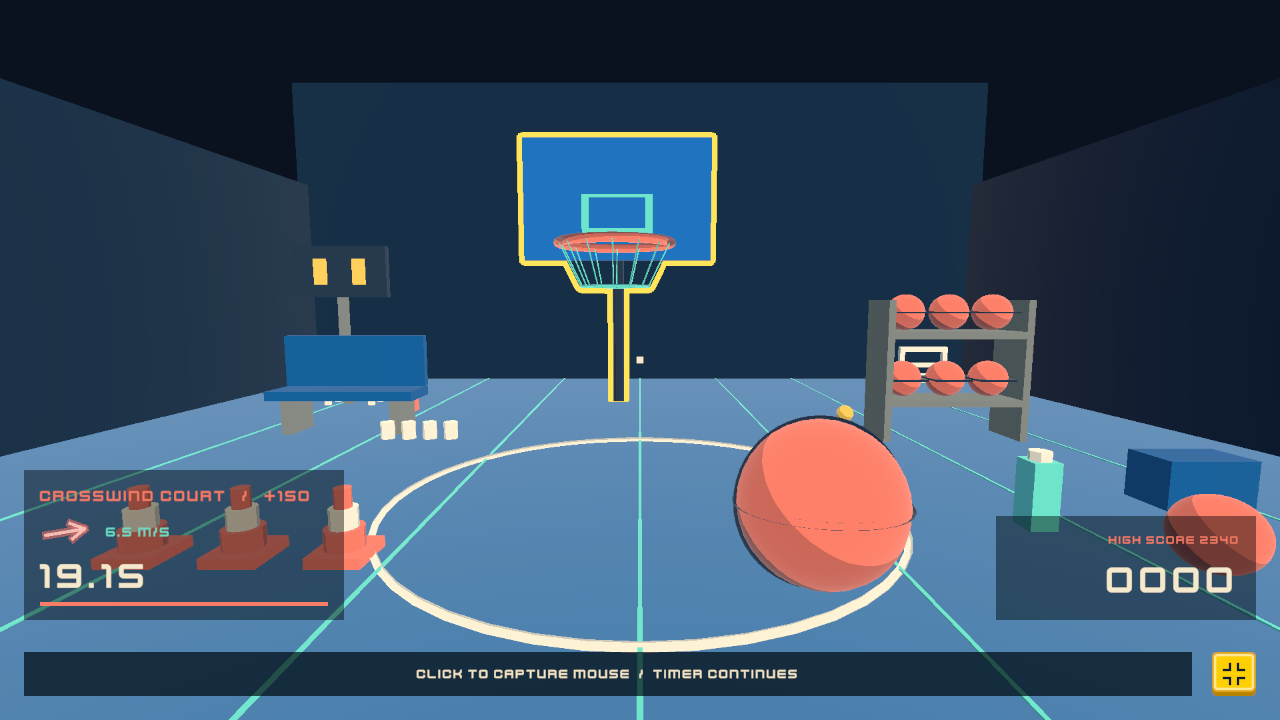 CROSSWIND COURT / +150
6.5 M/S
19.15
HIGH SCORE 2340
0000
CLICK TO CAPTURE MOUSE / TIMER CONTINUES